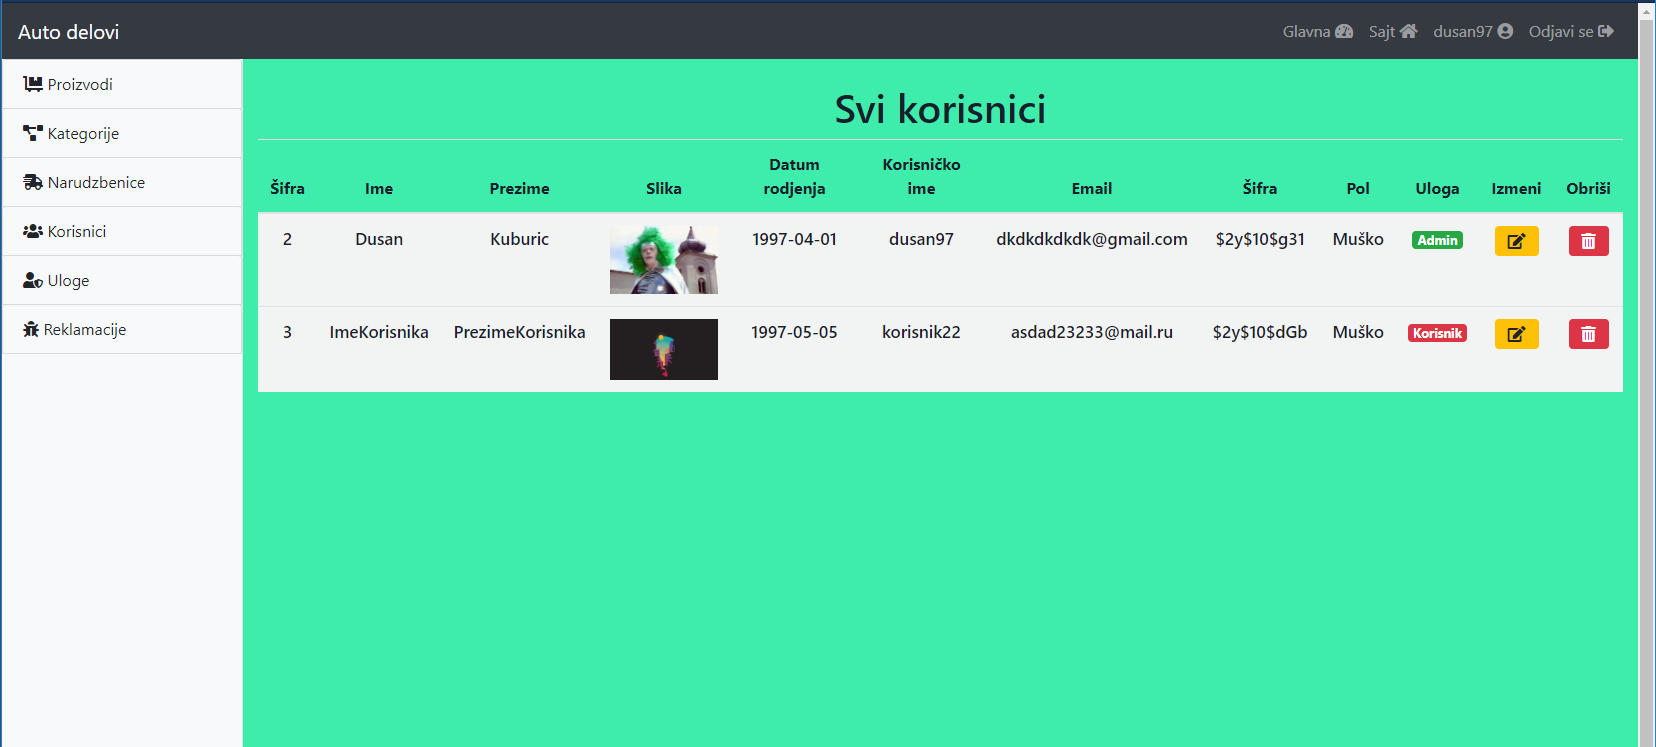 Auto delovi
Glavna Sajt dusan97 Odjavi se
Proizvodi
Kategorije
Narudzbenice
Korisnici
Uloge
Reklamacije
Svi korisnici
Šifra Ime Prezime Slika Datum rodjenja Korisničko ime Email Šifra Pol Uloga Izmeni Obriši
2 Dusan Kuburic 1997-04-01 dusan97 dkdkdkdkdk@gmail.com $2y$10$g31 Muško Admin
3 ImeKorisnika PrezimeKorisnika 1997-05-05 korisnik22 asdad23233@mail.ru $2y$10$dGb Muško Korisnik